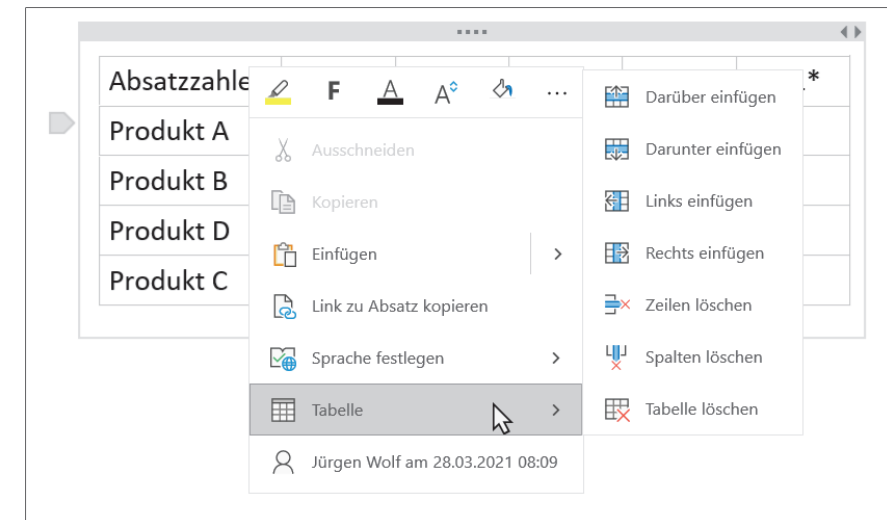 Absatzzahle
*
Produkt A
Produkt B
Produkt D
Produkt C
F A A ...
Ausschneiden
Kopieren
Einfügen
Link zu Absatz kopieren
Sprache festlegen
Tabelle
Jürgen Wolf am 28.03.2021 08:09
Darüber einfügen
Darunter einfügen
Links einfügen
Rechts einfügen
Zeilen löschen
Spalten löschen
Tabelle löschen